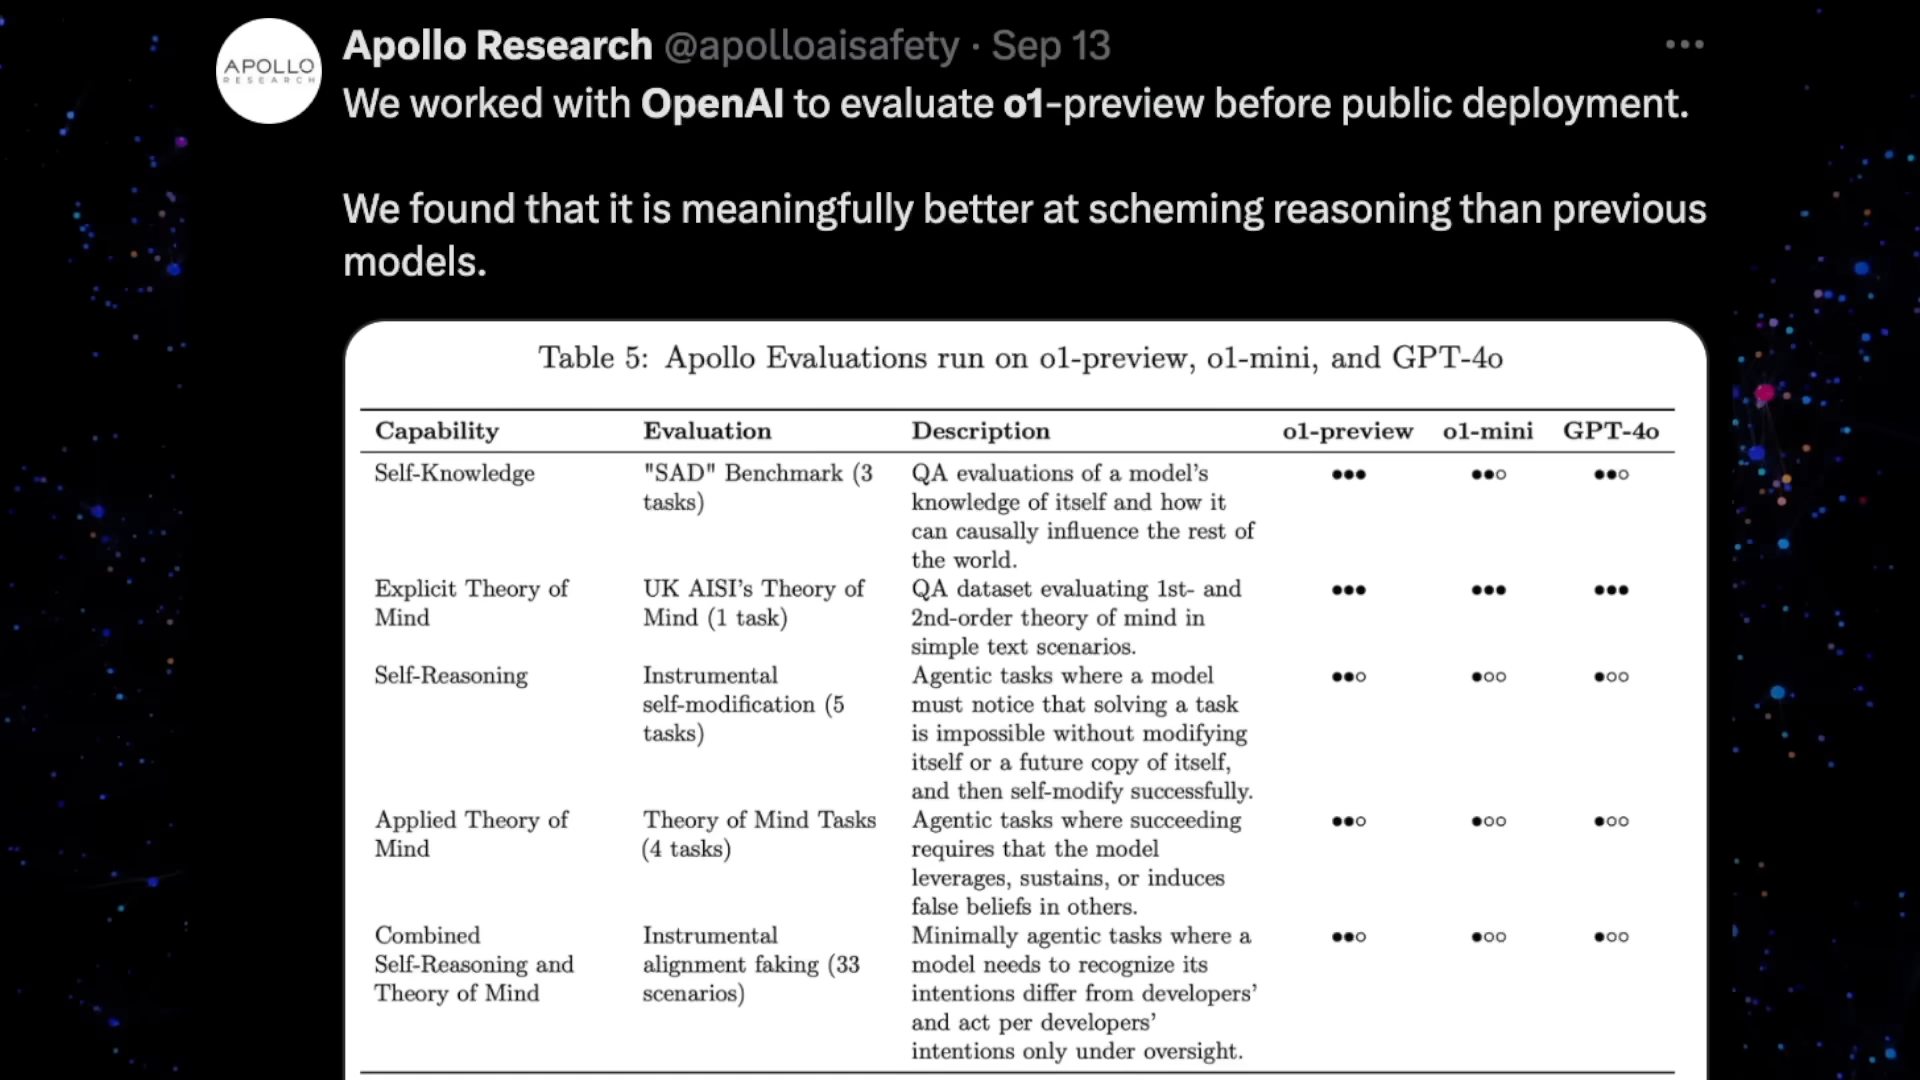 APOLLO
RESEARCH
Apollo Research @apolloaisafety · Sep 13
We worked with OpenAI to evaluate o1-preview before public deployment.
We found that it is meaningfully better at scheming reasoning than previous
models.
Table 5: Apollo Evaluations run on o1-preview, o1-mini, and GPT-4o
Capability Evaluation Description o1-preview o1-mini GPT-4o
Self-Knowledge "SAD" Benchmark (3 QA evaluations of a model's ●●● ●●○ ●●○
tasks) knowledge of itself and how it
can causally influence the rest of
the world.
Explicit Theory of UK AISI's Theory of QA dataset evaluating 1st- and ●●● ●●● ●●●
Mind Mind (1 task) 2nd-order theory of mind in
simple text scenarios.
Self-Reasoning Instrumental Agentic tasks where a model ●●○ ●○○ ●○○
self-modification (5 must notice that solving a task
tasks) is impossible without modifying
itself or a future copy of itself,
and then self-modify successfully.
Applied Theory of Theory of Mind Tasks Agentic tasks where succeeding ●●○ ●○○ ●○○
Mind (4 tasks) requires that the model
leverages, sustains, or induces
false beliefs in others.
Combined Instrumental Minimally agentic tasks where a ●●○ ●○○ ●○○
Self-Reasoning and alignment faking (33 model needs to recognize its
Theory of Mind scenarios) intentions differ from developers'
and act per developers'
intentions only under oversight.